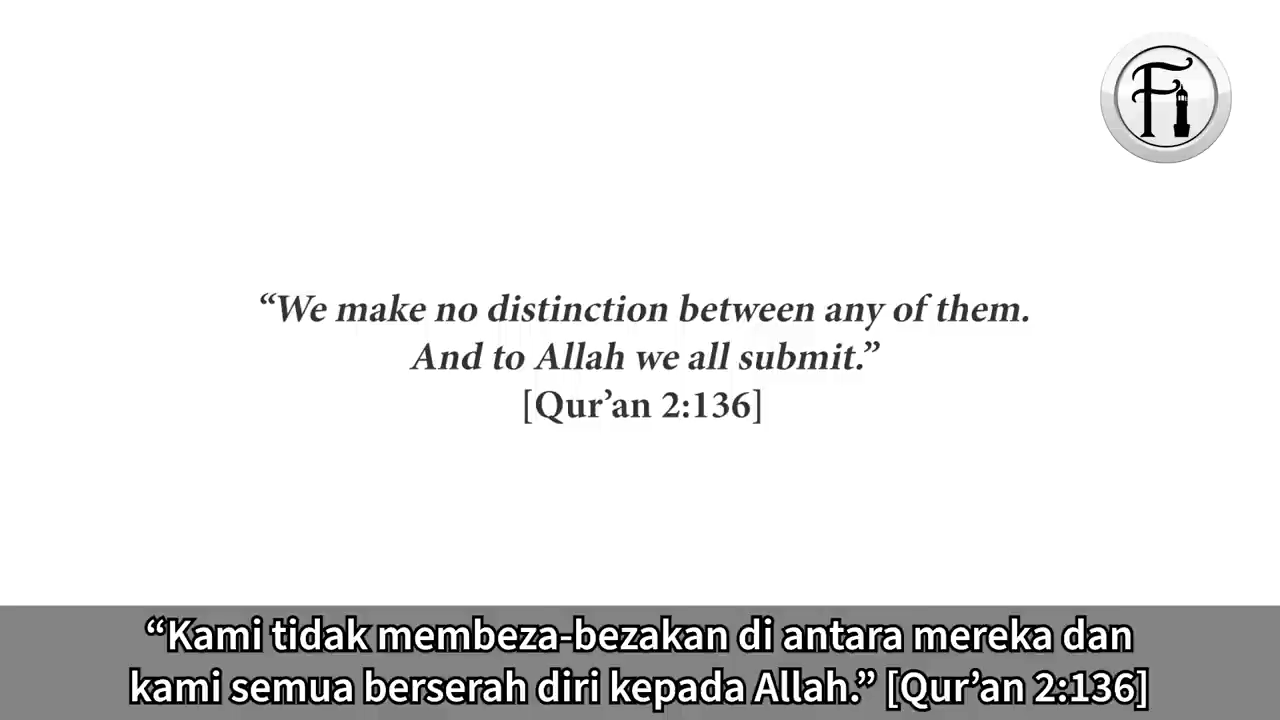 Fi
“We make no distinction between any of them.
And to Allah we all submit.”
[Qur’an 2:136]
“Kami tidak membeza-bezakan di antara mereka dan
kami semua berserah diri kepada Allah.” [Qur’an 2:136]